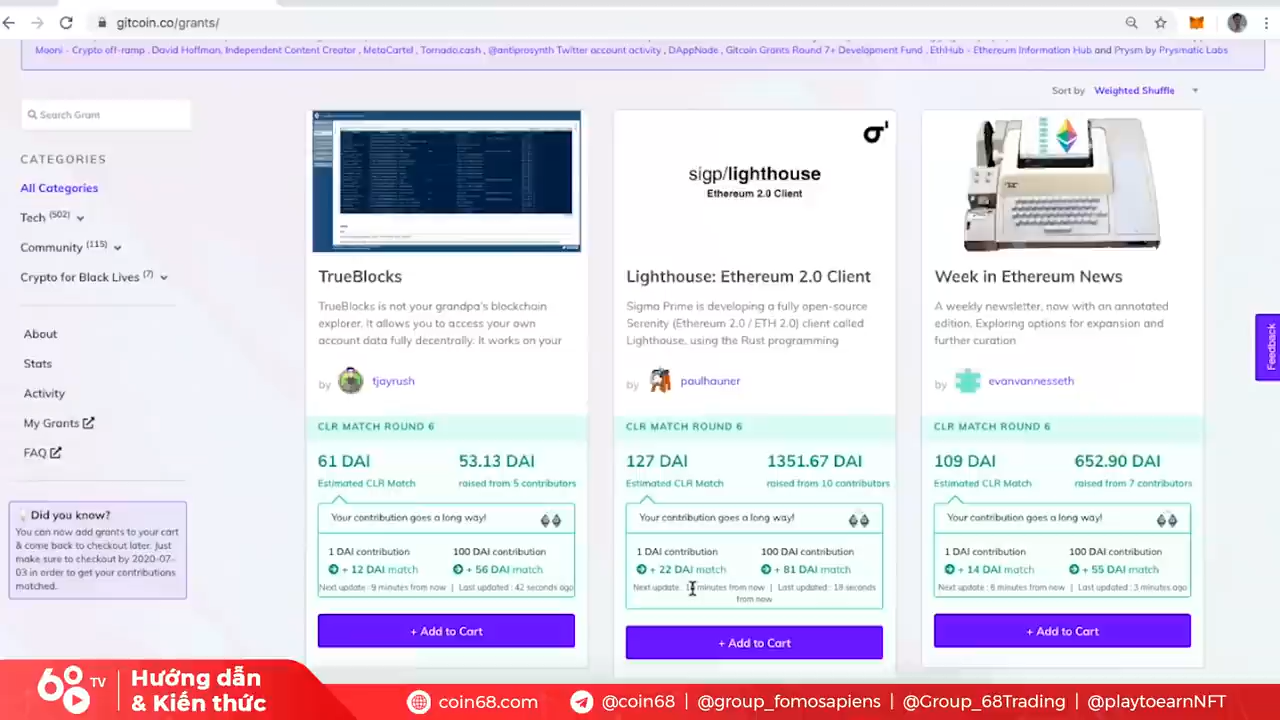 gitcoin.co/grants/
Mooni - Crypto off-ramp , David Hoffman, Independent Content Creator , MetaCartel , Tornado.cash , @antiprosynth Twitter account activity , DAppNode , Gitcoin Grants Round 7+ Development Fund , EthHub - Ethereum Information Hub and Prysm by Prysmatic Labs
Sort by Weighted Shuffle
Search Grant
CATEGORIES
All Categories
Tech (502)
Community (115)
Crypto for Black Lives (7)
About
Stats
Activity
My Grants
FAQ
Did you know?
You can now add grants to your cart
& come back to checkout later. Just
make sure to checkout by 2020-07-
03 in order to get your contributions
matched.
TrueBlocks
TrueBlocks is not your grandpa's blockchain
explorer. It allows you to access your own
account data fully decentrally. It works on your
by tjayrush
CLR MATCH ROUND 6
61 DAI 53.13 DAI
Estimated CLR Match raised from 5 contributors
Your contribution goes a long way!
1 DAI contribution 100 DAI contribution
+ 12 DAI match + 56 DAI match
Next update : 9 minutes from now | Last updated : 42 seconds ago
+ Add to Cart
σ'
sigp/lighthouse
Ethereum 2.0 Client
Lighthouse: Ethereum 2.0 Client
Sigma Prime is developing a fully open-source
Serenity (Ethereum 2.0 / ETH 2.0) client called
Lighthouse, using the Rust programming
by paulhauner
CLR MATCH ROUND 6
127 DAI 1351.67 DAI
Estimated CLR Match raised from 10 contributors
Your contribution goes a long way!
1 DAI contribution 100 DAI contribution
+ 22 DAI match + 81 DAI match
Next update : minutes from now | Last updated : 18 seconds
from now
+ Add to Cart
Week in Ethereum News
A weekly newsletter, now with an annotated
edition. Exploring options for expansion and
further curation
by evanvannesseth
CLR MATCH ROUND 6
109 DAI 652.90 DAI
Estimated CLR Match raised from 7 contributors
Your contribution goes a long way!
1 DAI contribution 100 DAI contribution
+ 14 DAI match + 55 DAI match
Next update : 6 minutes from now | Last updated : 3 minutes ago
+ Add to Cart
Feedback
68 TV
Hướng dẫn
& Kiến thức
coin68.com | @coin68 | @group_fomosapiens | @Group_68Trading | @playtoearnNFT